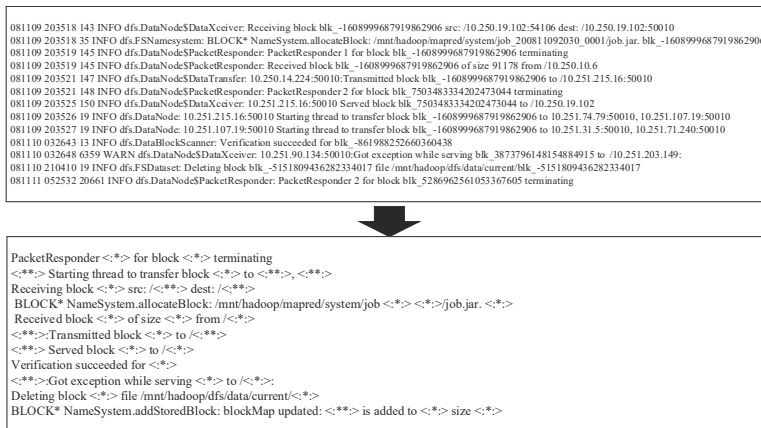 081109 203518 143 INFO dfs.DataNode$DataXceiver: Receiving block blk_-1608999687919862906 src: /10.250.19.102:54106 dest: /10.250.19.102:50010
081109 203518 35 INFO dfs.FSNamesystem: BLOCK* NameSystem.allocateBlock: /mnt/hadoop/mapred/system/job_200811092030_0001/job.jar. blk_-1608999687919862906
081109 203519 145 INFO dfs.DataNode$PacketResponder: PacketResponder 1 for block blk_-1608999687919862906 terminating
081109 203519 145 INFO dfs.DataNode$PacketResponder: Received block blk_-1608999687919862906 of size 91178 from /10.250.10.6
081109 203521 147 INFO dfs.DataNode$DataTransfer: 10.250.14.224:50010:Transmitted block blk_-1608999687919862906 to /10.251.215.16:50010
081109 203521 148 INFO dfs.DataNode$PacketResponder: PacketResponder 2 for block blk_7503483334202473044 terminating
081109 203525 150 INFO dfs.DataNode$DataXceiver: 10.251.215.16:50010 Served block blk_7503483334202473044 to /10.250.19.102
081109 203526 19 INFO dfs.DataNode: 10.251.215.16:50010 Starting thread to transfer block blk_-1608999687919862906 to 10.251.74.79:50010, 10.251.107.19:50010
081109 203527 19 INFO dfs.DataNode: 10.251.107.19:50010 Starting thread to transfer block blk_-1608999687919862906 to 10.251.31.5:50010, 10.251.71.240:50010
081110 032643 13 INFO dfs.DataBlockScanner: Verification succeeded for blk_-861988252660360438
081110 032648 6359 WARN dfs.DataNode$DataXceiver: 10.251.90.134:50010:Got exception while serving blk_3873796148154884915 to /10.251.203.149:
081110 210410 19 INFO dfs.FSDataset: Deleting block blk_-5151809436282334017 file /mnt/hadoop/dfs/data/current/blk_-5151809436282334017
081111 052532 20661 INFO dfs.DataNode$PacketResponder: PacketResponder 2 for block blk_5286962561053367605 terminating
PacketResponder <:*:> for block <:*:> terminating
<:**:> Starting thread to transfer block <:*:> to <:**:>, <:**:>
Receiving block <:*:> src: /<:**:> dest: /<:**:>
BLOCK* NameSystem.allocateBlock: /mnt/hadoop/mapred/system/job <:*:> <:*:>/job.jar. <:*:>
Received block <:*:> of size <:*:> from /<:*:>
<:**:>:Transmitted block <:*:> to /<:**:>
<:**:> Served block <:*:> to /<:*:>
Verification succeeded for <:*:>
<:**:>:Got exception while serving <:*:> to /<:*:>:
Deleting block <:*:> file /mnt/hadoop/dfs/data/current/<:*:>
BLOCK* NameSystem.addStoredBlock: blockMap updated: <:**:> is added to <:*:> size <:*:>